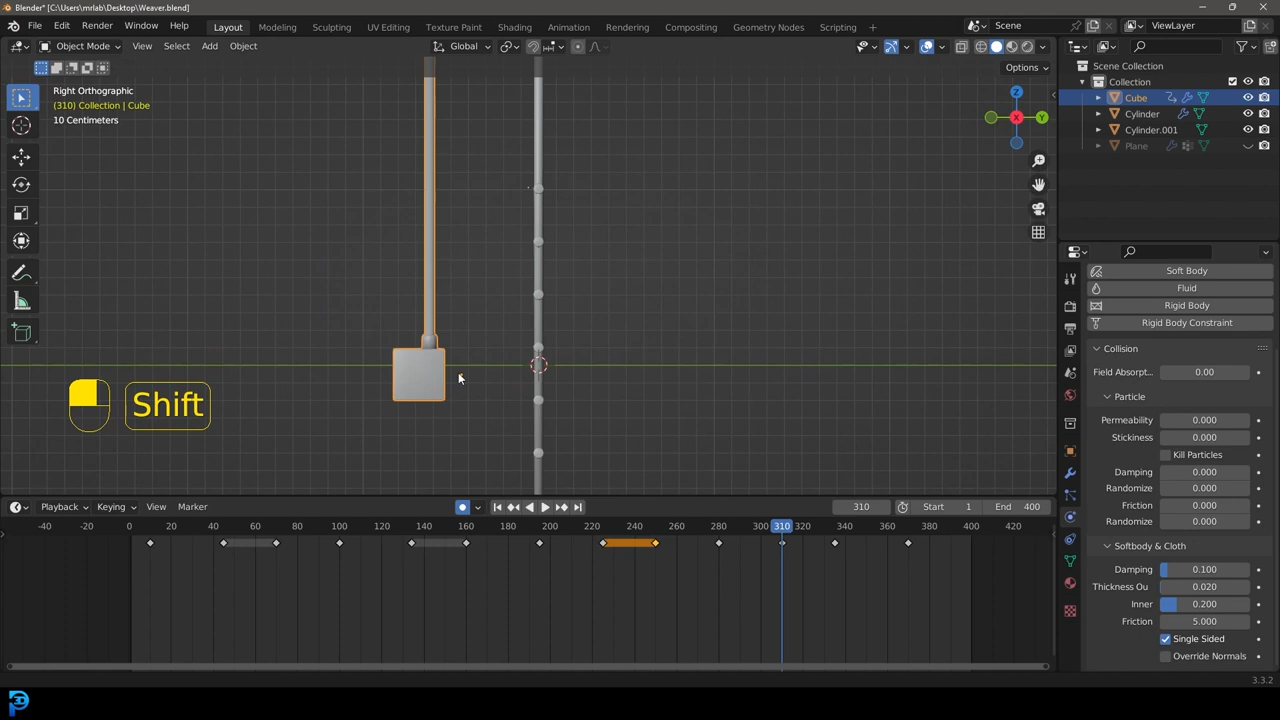 Blender* [C:\Users\mrlab\Desktop\Weaver.blend]
File Edit Render Window Help Layout Modeling Sculpting UV Editing Texture Paint Shading Animation Rendering Compositing Geometry Nodes Scripting Scene ViewLayer
Object Mode View Select Add Object Global
Options
Right Orthographic
(310) Collection | Cube
10 Centimeters
Z
X
Y
Shift
Scene Collection
Collection
Cube
Cylinder
Cylinder.001
Plane
Soft Body
Fluid
Rigid Body
Rigid Body Constraint
Collision
Field Absorpt... 0.00
Particle
Permeability 0.000
Stickiness 0.000
Kill Particles
Damping 0.000
Randomize 0.000
Friction 0.000
Randomize 0.000
Softbody & Cloth
Damping 0.100
Thickness Ou 0.020
Inner 0.200
Friction 5.000
Single Sided
Override Normals
Playback Keying View Marker 310 Start 1 End 400
-40 -20 0 20 40 60 80 100 120 140 160 180 200 220 240 260 280 300 310 320 340 360 380 400 420
3.3.2